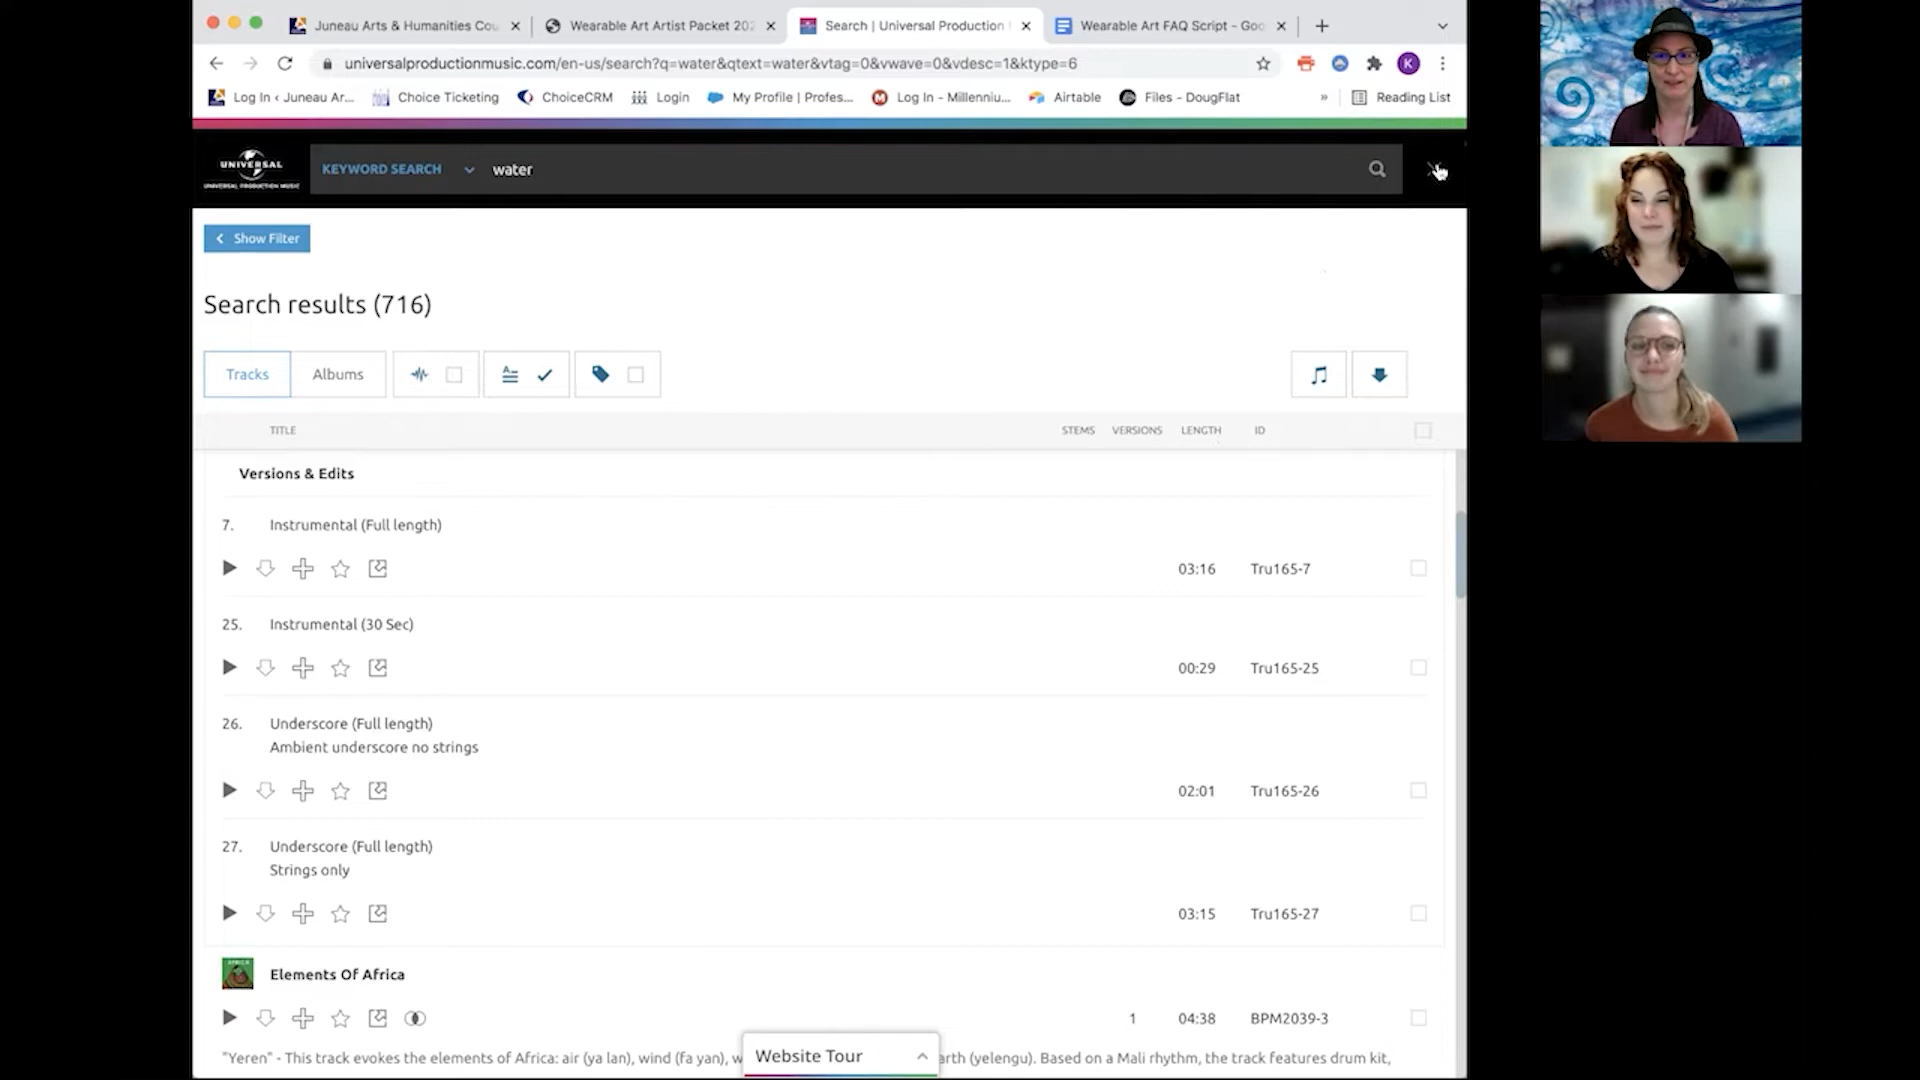 Juneau Arts & Humanities Cou
Wearable Art Artist Packet 202
Search | Universal Production
Wearable Art FAQ Script - Goo
universalproductionmusic.com/en-us/search?q=water&qtext=water&vtag=0&vwave=0&vdesc=1&ktype=6
K
Log In ‹ Juneau Ar...
Choice Ticketing
ChoiceCRM
Login
My Profile | Profes...
Log In - Millenniu...
Airtable
Files - DougFlat
»
Reading List
UNIVERSAL
UNIVERSAL PRODUCTION MUSIC
KEYWORD SEARCH
water
Show Filter
Search results (716)
Tracks
Albums
TITLE
STEMS
VERSIONS
LENGTH
ID
Versions & Edits
7. Instrumental (Full length)
03:16 Tru165-7
25. Instrumental (30 Sec)
00:29 Tru165-25
26. Underscore (Full length)
Ambient underscore no strings
02:01 Tru165-26
27. Underscore (Full length)
Strings only
03:15 Tru165-27
AFRICA
Elements Of Africa
1 04:38 BPM2039-3
"Yeren" - This track evokes the elements of Africa: air (ya lan), wind (fa yan), w
Website Tour
arth (yelengu). Based on a Mali rhythm, the track features drum kit,